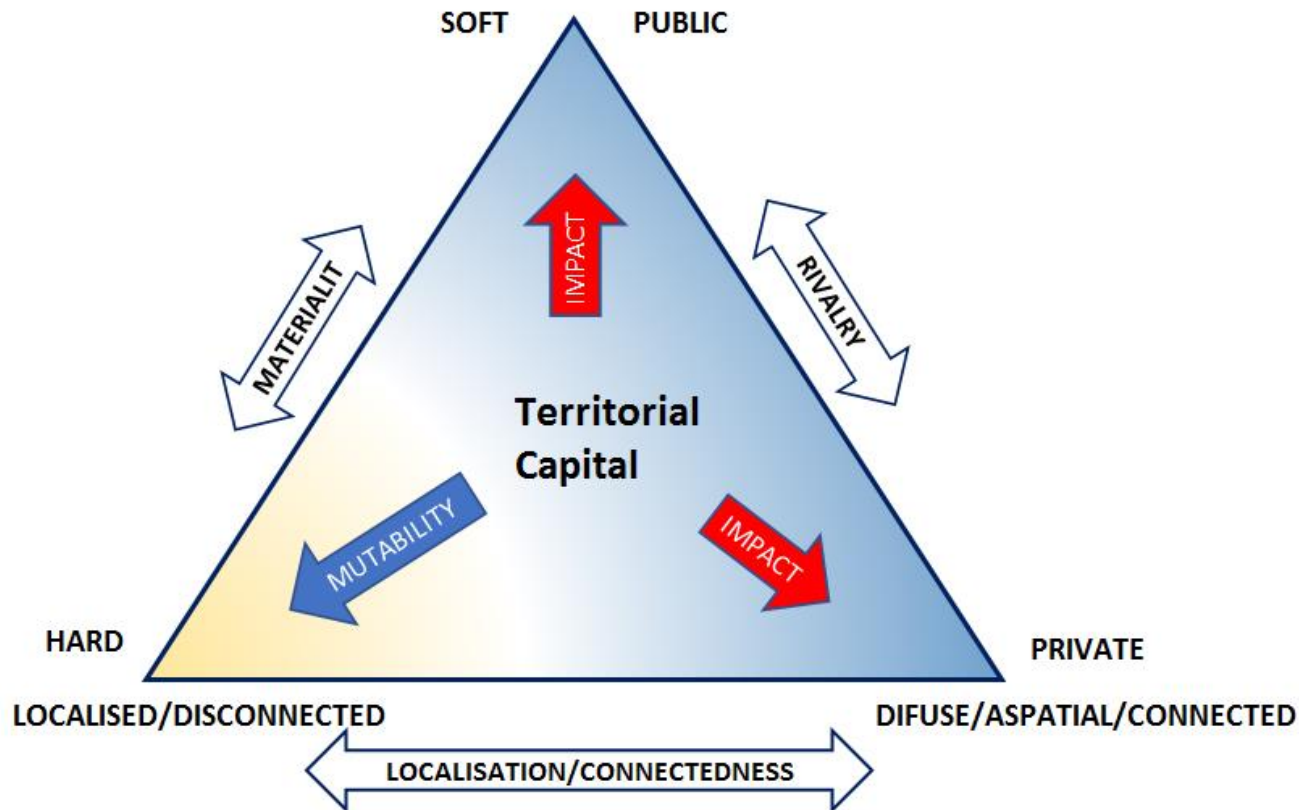 SOFT PUBLIC
IMPACT
MATERIALIT
RIVALRY
Territorial
Capital
MUTABILITY
IMPACT
HARD
PRIVATE
LOCALISED/DISCONNECTED
DIFUSE/ASPATIAL/CONNECTED
LOCALISATION/CONNECTEDNESS